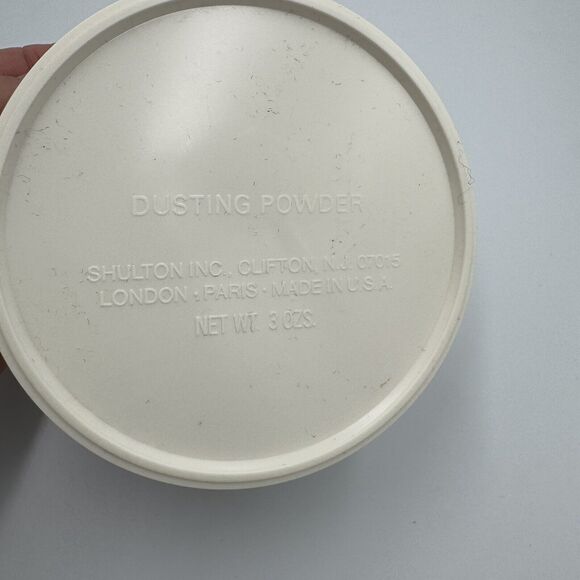 DUSTING POWDER
SHULTON INC., CLIFTON, N.J. 07015
LONDON • PARIS • MADE IN U.S.A.
NET WT. 3 OZS.